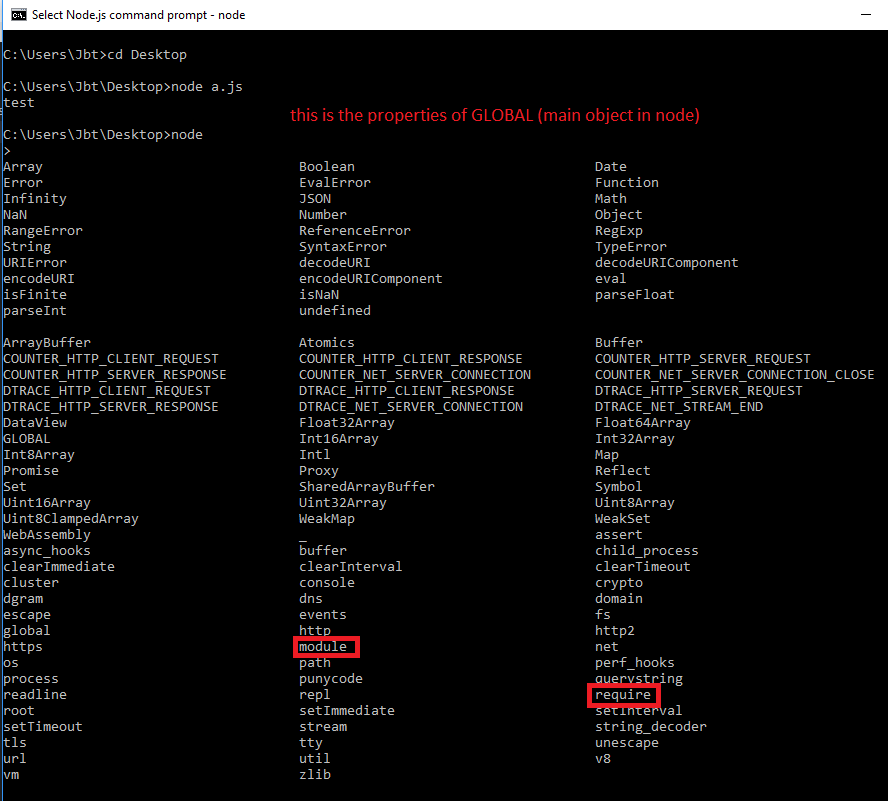 Select Node.js command prompt - node
C:\Users\Jbt>cd Desktop
C:\Users\Jbt\Desktop>node a.js
test
this is the properties of GLOBAL (main object in node)
C:\Users\Jbt\Desktop>node
>
Array Boolean Date
Error EvalError Function
Infinity JSON Math
NaN Number Object
RangeError ReferenceError RegExp
String SyntaxError TypeError
URIError decodeURI decodeURIComponent
encodeURI encodeURIComponent eval
isFinite isNaN parseFloat
parseInt undefined
ArrayBuffer Atomics Buffer
COUNTER_HTTP_CLIENT_REQUEST COUNTER_HTTP_CLIENT_RESPONSE COUNTER_HTTP_SERVER_REQUEST
COUNTER_HTTP_SERVER_RESPONSE COUNTER_NET_SERVER_CONNECTION COUNTER_NET_SERVER_CONNECTION_CLOSE
DTRACE_HTTP_CLIENT_REQUEST DTRACE_HTTP_CLIENT_RESPONSE DTRACE_HTTP_SERVER_REQUEST
DTRACE_HTTP_SERVER_RESPONSE DTRACE_NET_SERVER_CONNECTION DTRACE_NET_STREAM_END
DataView Float32Array Float64Array
GLOBAL Int16Array Int32Array
Int8Array Intl Map
Promise Proxy Reflect
Set SharedArrayBuffer Symbol
Uint16Array Uint32Array Uint8Array
Uint8ClampedArray WeakMap WeakSet
WebAssembly _ assert
async_hooks buffer child_process
clearImmediate clearInterval clearTimeout
cluster console crypto
dgram dns domain
escape events fs
global http http2
https module net
os path perf_hooks
process punycode querystring
readline repl require
root setImmediate setInterval
setTimeout stream string_decoder
tls tty unescape
url util v8
vm zlib